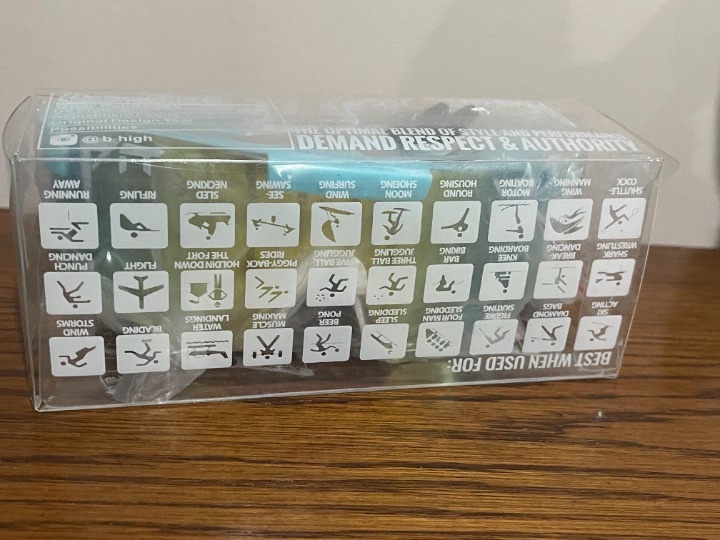 Possibilities
@b-high
THE OPTIMAL BLEND OF STYLE AND PERFORMANCE
DEMAND RESPECT & AUTHORITY
BEST WHEN USED FOR:
SKI ACTING
DIAMOND BAGS
FIGURE SKATING
FOUR MAN SLEDDING
SLEEP SLEDDING
BEER PONG
MUSCLE MAKING
WATER LANDINGS
BLADING
WIND STORMS
SHARK WRESTLING
BREAK DANCING
KNEE BOARDING
BAR BIKING
THREE BALL JUGGLING
FIVE BALL JUGGLING
PIGGY-BACK RIDES
HOLDIN DOWN THE FORT
FLIGHT
PUNCH DANCING
SHUTTLE-COCK
WING MANNING
MOTOR BOATING
ROUND HOUSING
MOON SHOEING
WIND SURFING
SEE-SAWING
SLED NECKING
RIFLING
RUNNING AWAY